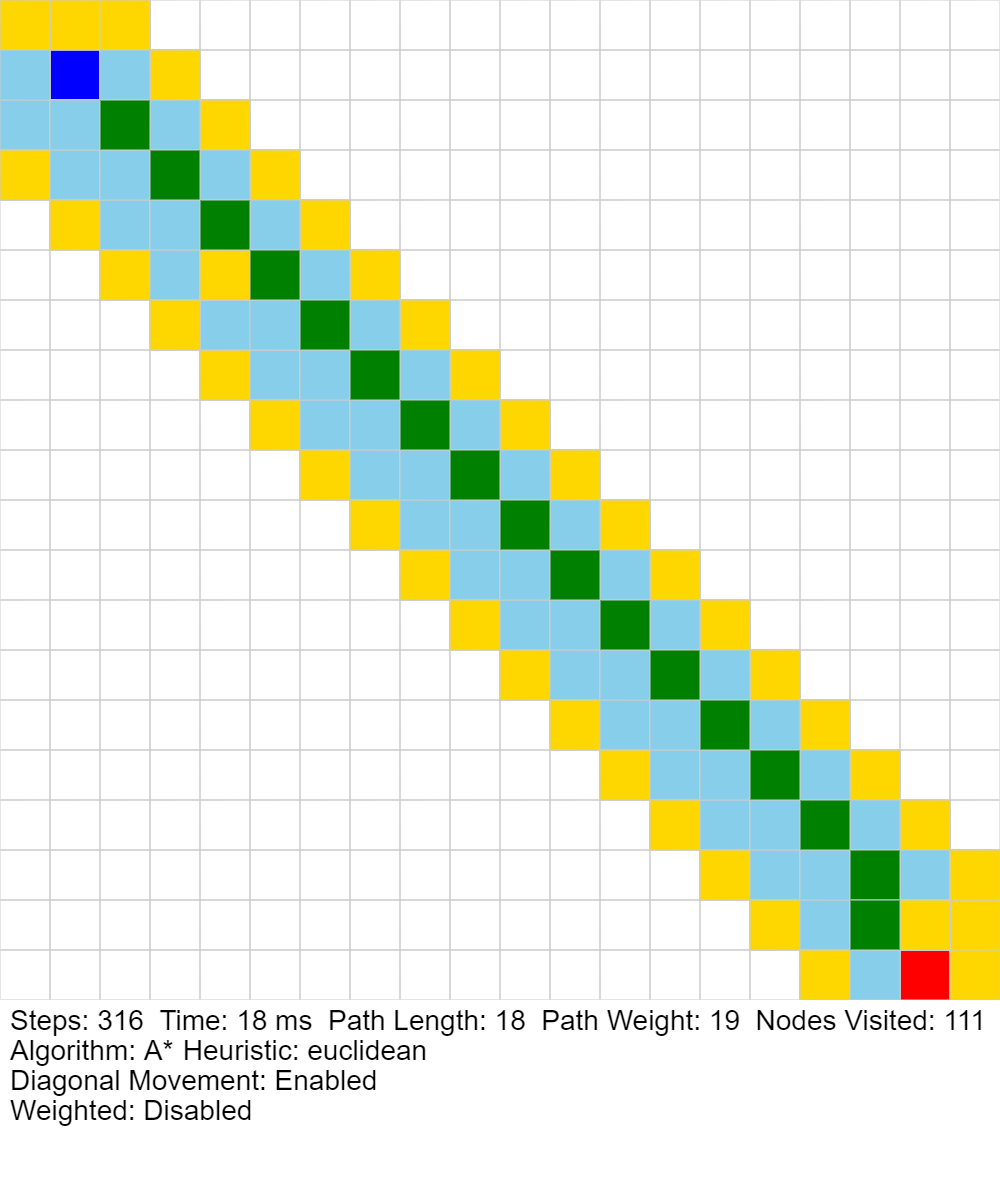 Steps: 316  Time: 18 ms  Path Length: 18  Path Weight: 19  Nodes Visited: 111
Algorithm: A* Heuristic: euclidean
Diagonal Movement: Enabled
Weighted: Disabled